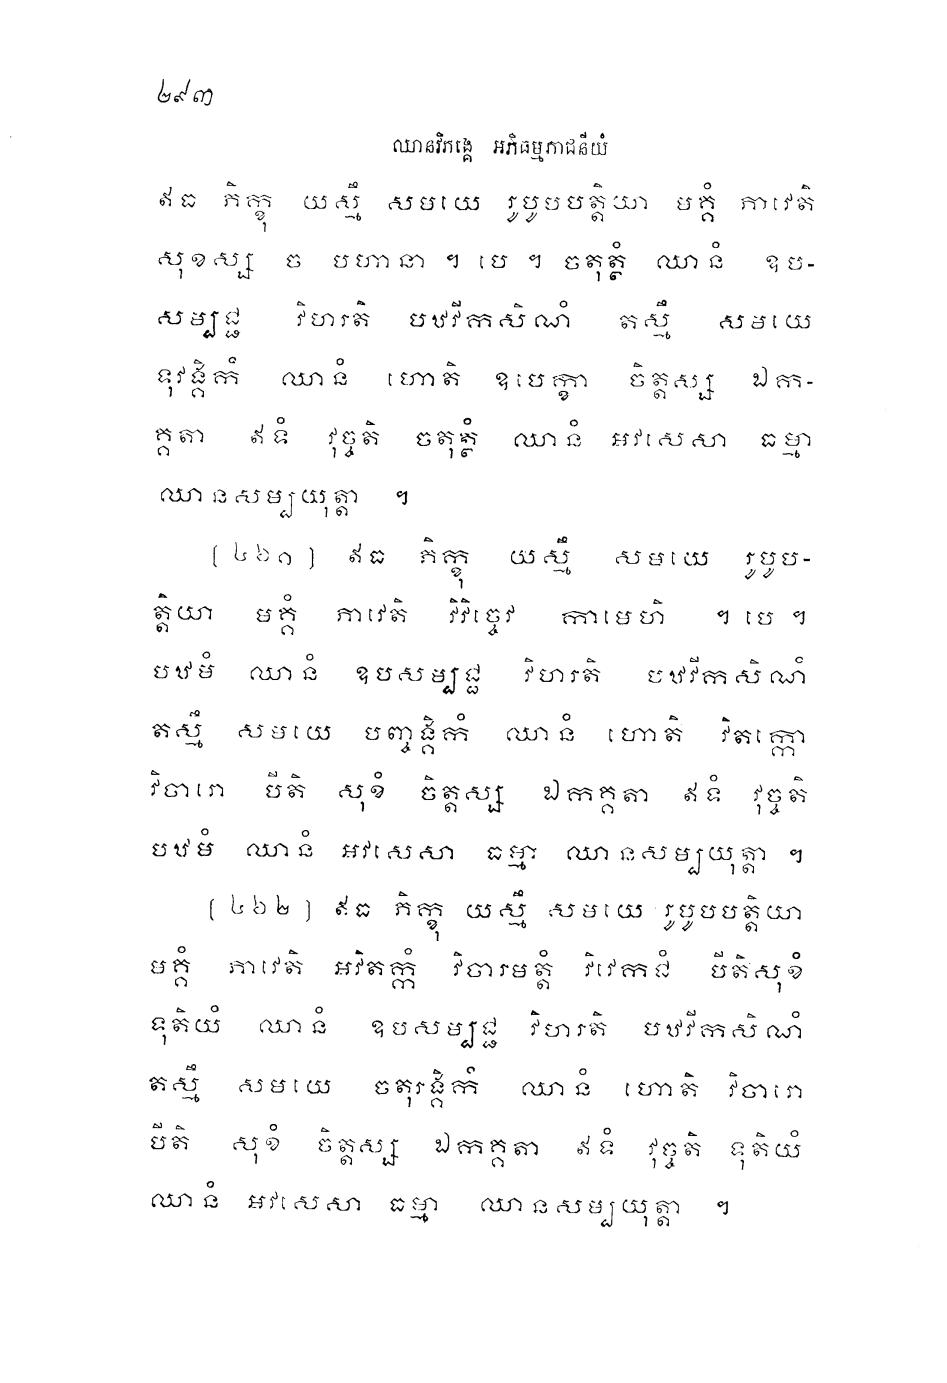 ២៩៣
ឈានវិភង្គេ អភិធម្មភាជនីយំ
ឥធ ភិក្ខុ យស្មឹ សមយេ រូបូបបត្តិយា មគ្គំ ភាវេតិ
សុខស្ស ច បហានា ។ បេ ។ ចតុត្ថំ ឈានំ ឧប-
សម្បជ្ជ វិហរតិ បឋវីកសិណំ តស្មឹ សមយេ
ទុវង្គិកំ ឈានំ ហោតិ ឧបេក្ខា ចិត្តស្ស ឯក-
គ្គតា ឥទំ វុច្ចតិ ចតុត្ថំ ឈានំ អវសេសា ធម្មា
ឈានសម្បយុត្តា ។
[ ៤៦១ ] ឥធ ភិក្ខុ យស្មឹ សមយេ រូបូប-
ត្តិយា មគ្គំ ភាវេតិ វិវិច្ចេវ កាមេហិ ។ បេ ។
បឋមំ ឈានំ ឧបសម្បជ្ជ វិហរតិ បឋវីកសិណំ
តស្មឹ សមយេ បញ្ចង្គិកំ ឈានំ ហោតិ វិតក្កោ
វិចារោ បីតិ សុខំ ចិត្តស្ស ឯកគ្គតា ឥទំ វុច្ចតិ
បឋមំ ឈានំ អវសេសា ធម្មា ឈានសម្បយុត្តា ។
[ ៤៦២ ] ឥធ ភិក្ខុ យស្មឹ សមយេ រូបូបបត្តិយា
មគ្គំ ភាវេតិ អវិតក្កំ វិចារមត្តំ វិវេកជំ បីតិសុខំ
ទុតិយំ ឈានំ ឧបសម្បជ្ជ វិហរតិ បឋវីកសិណំ
តស្មឹ សមយេ ចតុរង្គិកំ ឈានំ ហោតិ វិចារោ
បីតិ សុខំ ចិត្តស្ស ឯកគ្គតា ឥទំ វុច្ចតិ ទុតិយំ
ឈានំ អវសេសា ធម្មា ឈានសម្បយុត្តា ។